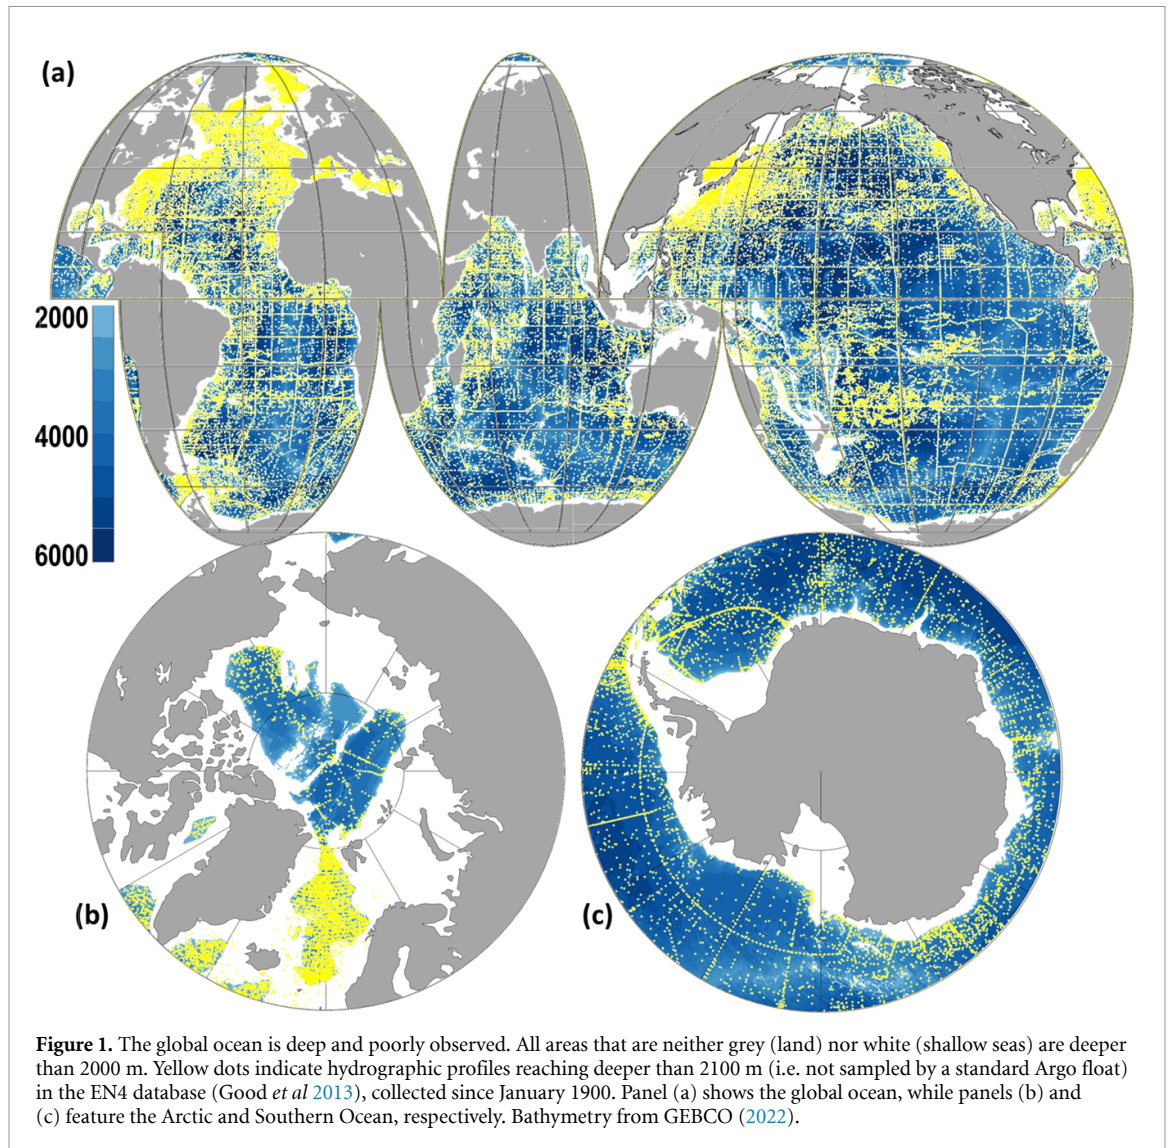 (a)
2000
4000
6000
(b)
(c)
Figure 1. The global ocean is deep and poorly observed. All areas that are neither grey (land) nor white (shallow seas) are deeper
than 2000 m. Yellow dots indicate hydrographic profiles reaching deeper than 2100 m (i.e. not sampled by a standard Argo float)
in the EN4 database (Good et al 2013), collected since January 1900. Panel (a) shows the global ocean, while panels (b) and
(c) feature the Arctic and Southern Ocean, respectively. Bathymetry from GEBCO (2022).